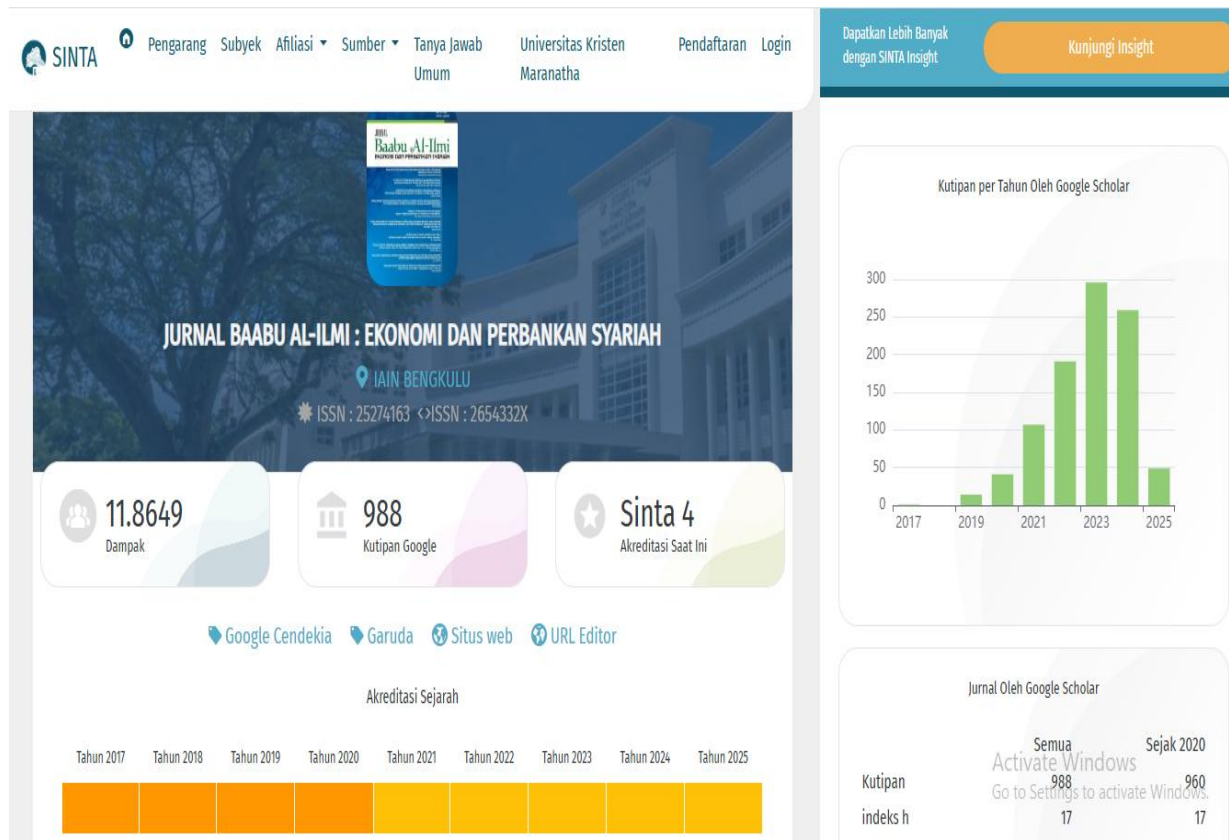 SINTA
Pengarang Subyek Afiliasi Sumber Tanya Jawab Umum Universitas Kristen Maranatha Pendaftaran Login
Dapatkan Lebih Banyak
dengan SINTA Insight
Kunjungi Insight
JURNAL
Baabu Al-Ilmi
EKONOMI DAN PERBANKAN SYARIAH
JURNAL BAABU AL-ILMI : EKONOMI DAN PERBANKAN SYARIAH
IAIN BENGKULU
ISSN : 25274163 <>ISSN : 2654332X
11.8649
Dampak
988
Kutipan Google
Sinta 4
Akreditasi Saat Ini
Google Cendekia Garuda Situs web URL Editor
Akreditasi Sejarah
Tahun 2017 Tahun 2018 Tahun 2019 Tahun 2020 Tahun 2021 Tahun 2022 Tahun 2023 Tahun 2024 Tahun 2025
Kutipan per Tahun Oleh Google Scholar
300
250
200
150
100
50
0
2017 2019 2021 2023 2025
Jurnal Oleh Google Scholar
Semua Sejak 2020
Kutipan 988 960
indeks h 17 17
Activate Windows
Go to Settings to activate Windows.